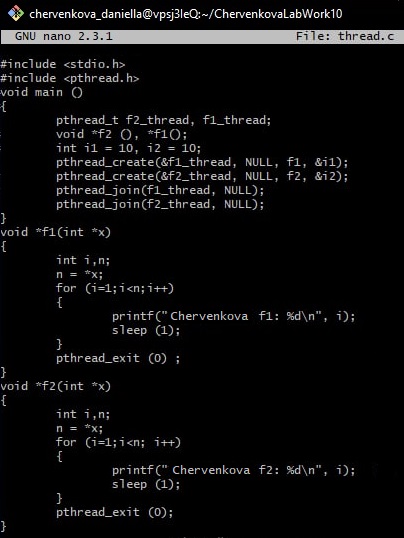 chervenkova_daniella@vpsj3leQ:~/ChervenkovaLabWork10
GNU nano 2.3.1 File: thread.c
#include <stdio.h>
#include <pthread.h>
void main ()
{
        pthread_t f2_thread, f1_thread;
        void *f2 (), *f1();
        int i1 = 10, i2 = 10;
        pthread_create(&f1_thread, NULL, f1, &i1);
        pthread_create(&f2_thread, NULL, f2, &i2);
        pthread_join(f1_thread, NULL);
        pthread_join(f2_thread, NULL);
}
void *f1(int *x)
{
        int i,n;
        n = *x;
        for (i=1;i<n;i++)
        {
                printf("Chervenkova f1: %d\n", i);
                sleep (1);
        }
        pthread_exit (0) ;
}
void *f2(int *x)
{
        int i,n;
        n = *x;
        for (i=1;i<n; i++)
        {
                printf("Chervenkova f2: %d\n", i);
                sleep (1);
        }
        pthread_exit (0);
}